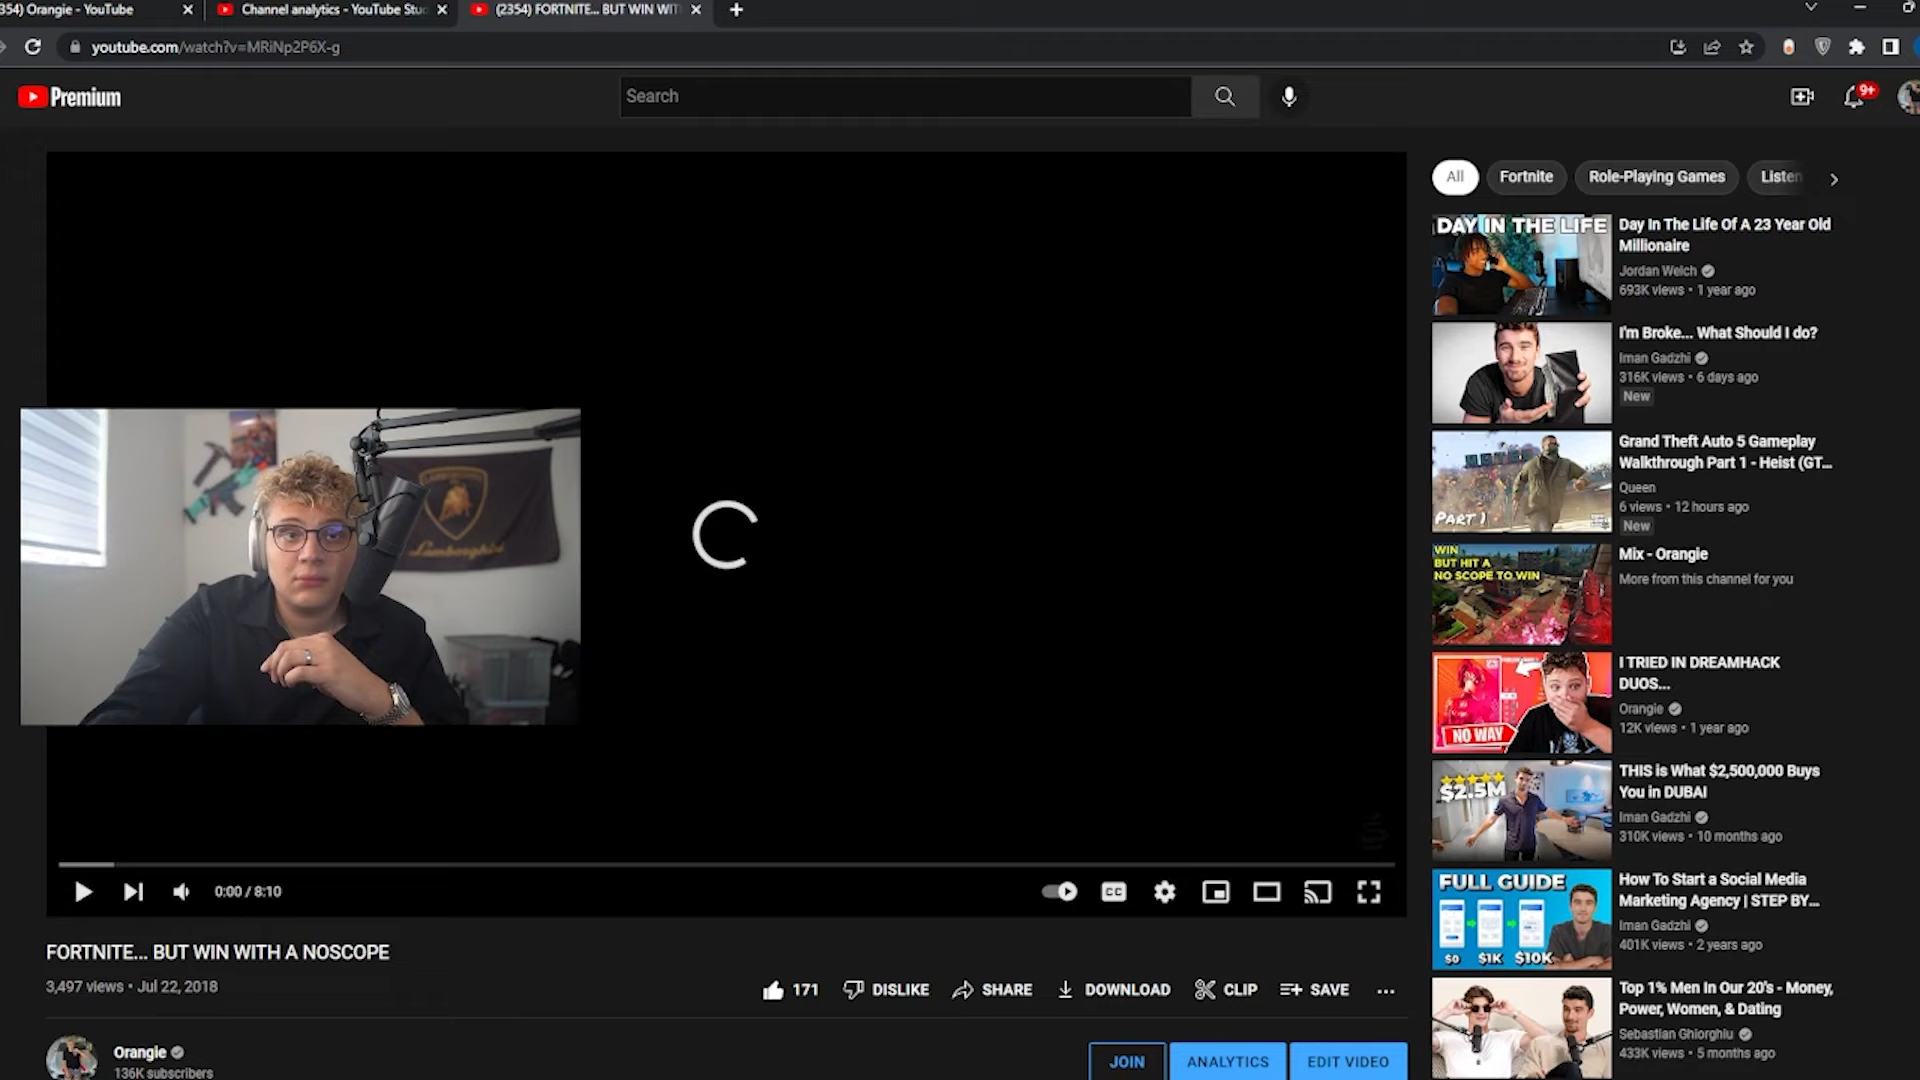 354) Orangie - YouTube
Channel analytics - YouTube Stu
(2354) FORTNITE... BUT WIN WIT
youtube.com/watch?v=MRiNp2P6X-g
Premium
Search
9+
All
Fortnite
Role-Playing Games
Listen
DAY IN THE LIFE
Day In The Life Of A 23 Year Old
Millionaire
Jordan Welch
693K views • 1 year ago
I'm Broke... What Should I do?
Iman Gadzhi
316K views • 6 days ago
New
PART 1
Grand Theft Auto 5 Gameplay
Walkthrough Part 1 - Heist (GT...
Queen
6 views • 12 hours ago
New
WIN
BUT HIT A
NO SCOPE TO WIN
Mix - Orangie
More from this channel for you
NO WAY
I TRIED IN DREAMHACK
DUOS...
Orangie
12K views • 1 year ago
$2.5M
THIS is What $2,500,000 Buys
You in DUBAI
Iman Gadzhi
310K views • 10 months ago
FULL GUIDE
$0 $1K $10K
How To Start a Social Media
Marketing Agency | STEP BY...
Iman Gadzhi
401K views • 2 years ago
Top 1% Men In Our 20's - Money,
Power, Women, & Dating
Sebastian Ghiorghiu
433K views • 5 months ago
Lamborghini
0:00 / 8:10
CC
FORTNITE... BUT WIN WITH A NOSCOPE
3,497 views • Jul 22, 2018
171
DISLIKE
SHARE
DOWNLOAD
CLIP
SAVE
Orangie
136K subscribers
JOIN
ANALYTICS
EDIT VIDEO